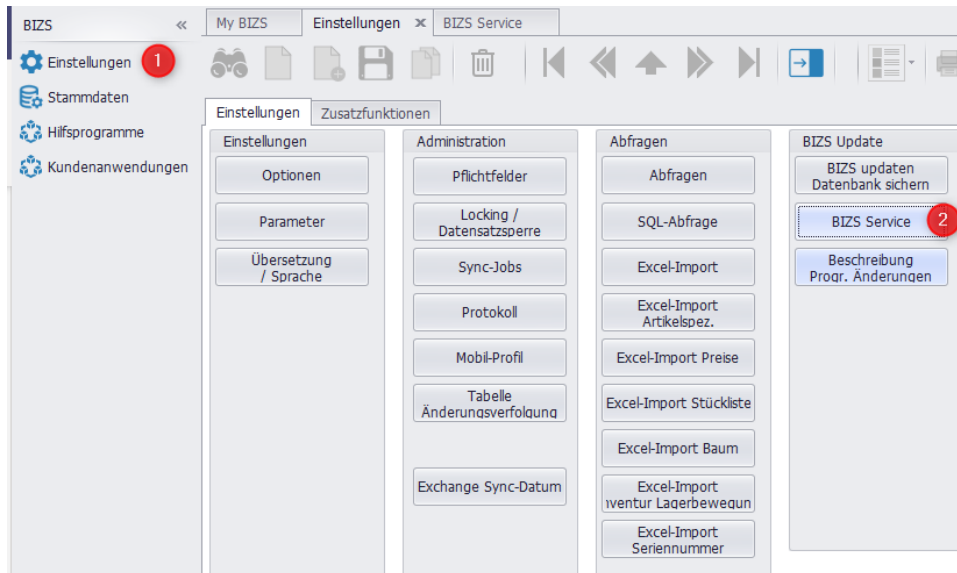 BIZS «
Einstellungen 1
Stammdaten
Hilfsprogramme
Kundenanwendungen
My BIZS Einstellungen × BIZS Service
Einstellungen Zusatzfunktionen
Einstellungen
Optionen
Parameter
Übersetzung
/ Sprache
Administration
Pflichtfelder
Locking /
Datensatzsperre
Sync-Jobs
Protokoll
Mobil-Profil
Tabelle
Änderungsverfolgung
Exchange Sync-Datum
Abfragen
Abfragen
SQL-Abfrage
Excel-Import
Excel-Import
Artikelspez.
Excel-Import Preise
Excel-Import Stückliste
Excel-Import Baum
Excel-Import
ventur Lagerbewegun
Excel-Import
Seriennummer
BIZS Update
BIZS updaten
Datenbank sichern
BIZS Service 2
Beschreibung
Progr. Änderungen